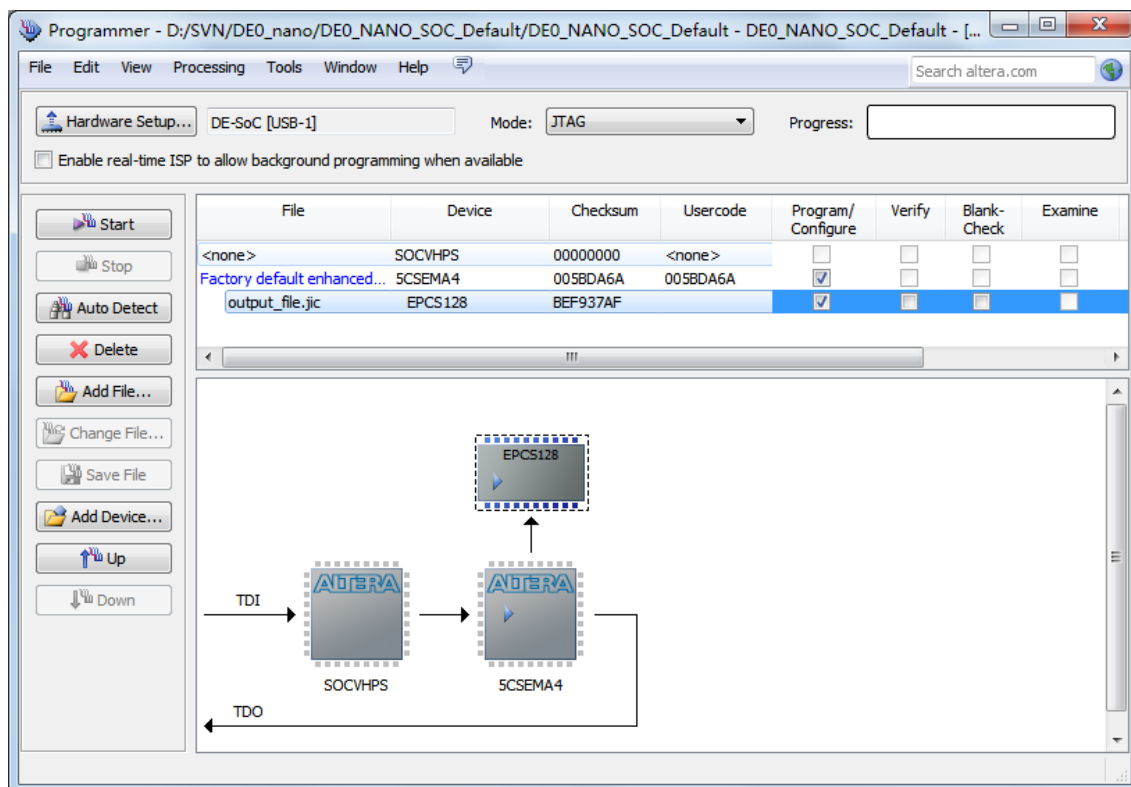 Programmer - D:/SVN/DE0_nano/DE0_NANO_SOC_Default/DE0_NANO_SOC_Default - DE0_NANO_SOC_Default - [...
File Edit View Processing Tools Window Help
Search altera.com
Hardware Setup... DE-SoC [USB-1] Mode: JTAG Progress:
Enable real-time ISP to allow background programming when available
Start
Stop
Auto Detect
Delete
Add File...
Change File...
Save File
Add Device...
Up
Down
File Device Checksum Usercode Program/ Configure Verify Blank- Check Examine
<none> SOCVHPS 00000000 <none>
Factory default enhanced... 5CSEMA4 005BDA6A 005BDA6A
output_file.jic EPCS128 BEF937AF
EPCS128
ALTERA ALTERA
TDI
SOCVHPS 5CSEMA4
TDO